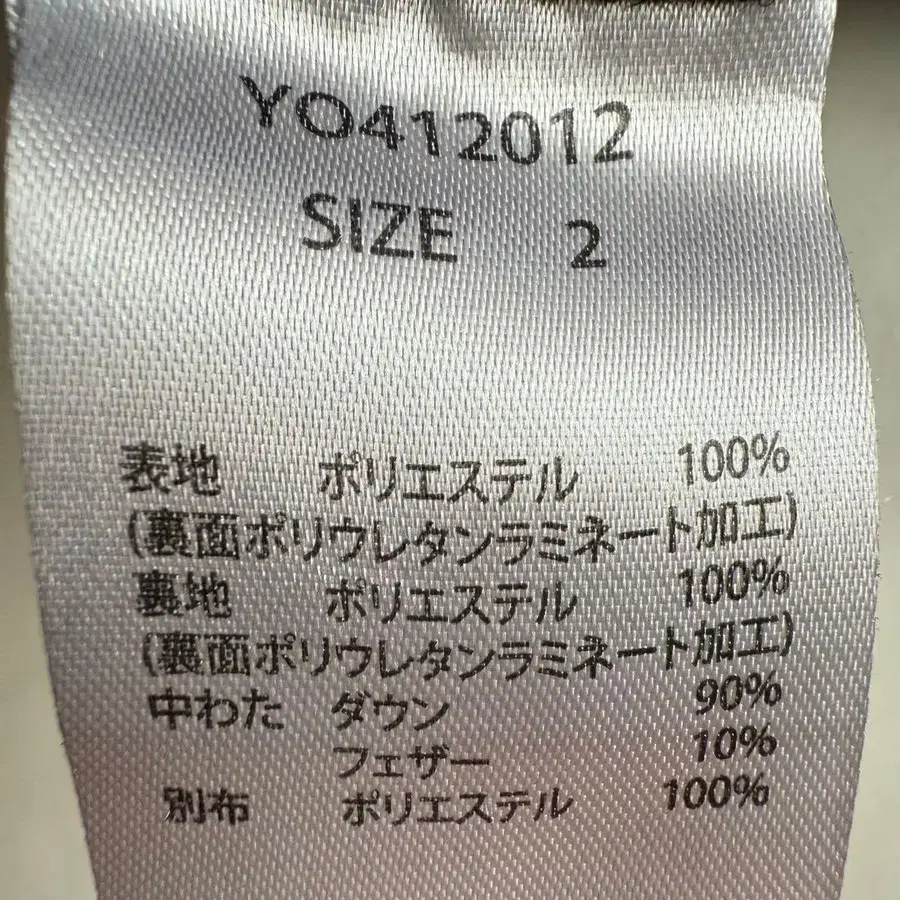 YO412012
SIZE 2
表地 ポリエステル 100%
(裏面ポリウレタンラミネート加工)
裏地 ポリエステル 100%
(裏面ポリウレタンラミネート加工)
中わた ダウン 90%
フェザー 10%
別布 ポリエステル 100%